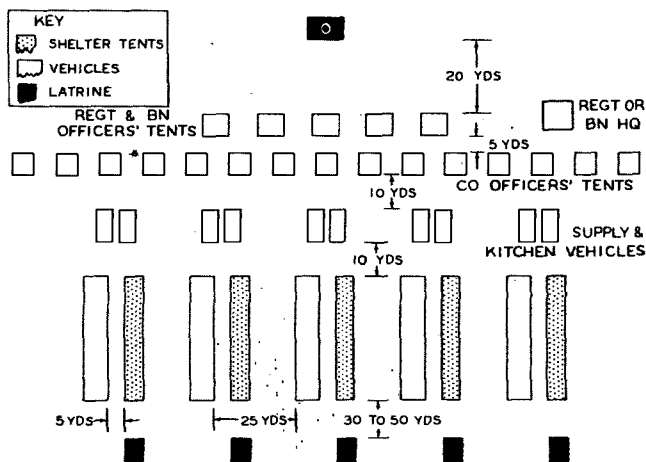 KEY
SHELTER TENTS
VEHICLES
LATRINE
O
20 YDS
REGT & BN
OFFICERS' TENTS
REGT OR
BN HQ
5 YDS
CO OFFICERS' TENTS
10 YDS
SUPPLY &
KITCHEN VEHICLES
10 YDS
5 YDS
25 YDS
30 TO 50 YDS